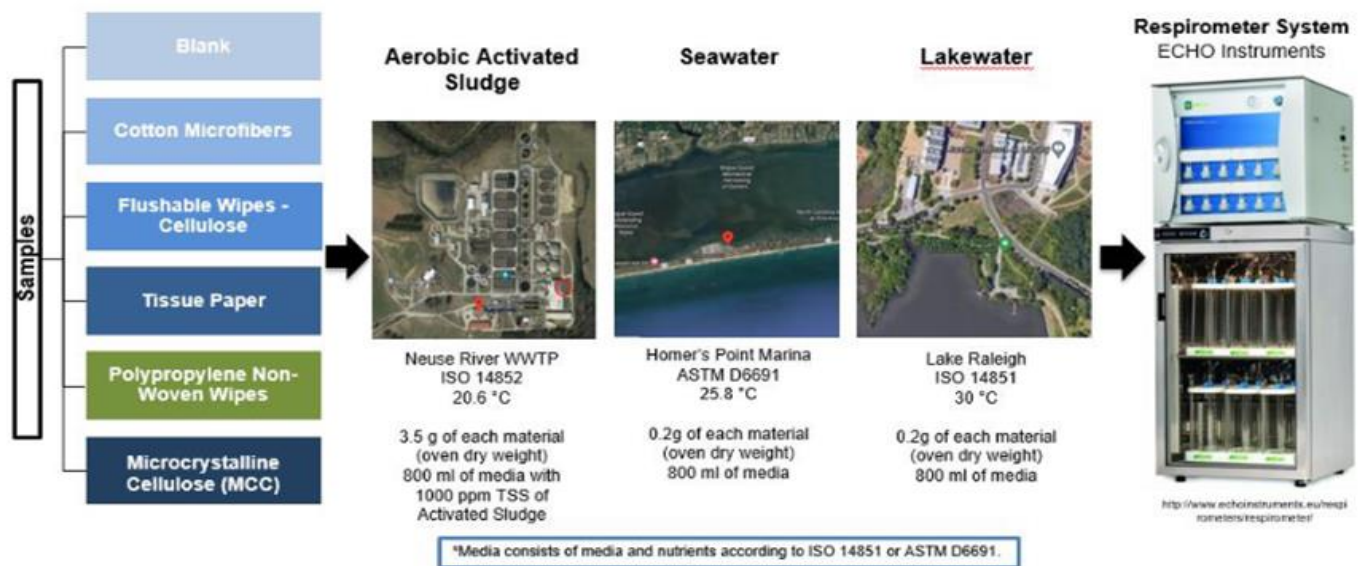 Samples
Blank
Cotton Microfibers
Flushable Wipes -
Cellulose
Tissue Paper
Polypropylene Non-
Woven Wipes
Microcrystalline
Cellulose (MCC)
Aerobic Activated
Sludge
Neuse River WWTP
ISO 14852
20.6 °C
3.5 g of each material
(oven dry weight)
800 ml of media with
1000 ppm TSS of
Activated Sludge
Seawater
Homer's Point Marina
ASTM D6691
25.8 °C
0.2g of each material
(oven dry weight)
800 ml of media
Lakewater
Lake Raleigh
ISO 14851
30 °C
0.2g of each material
(oven dry weight)
800 ml of media
Respirometer System
ECHO Instruments
http://www.echoinstruments.eu/respi
rometers/respirometer/
*Media consists of media and nutrients according to ISO 14851 or ASTM D6691.